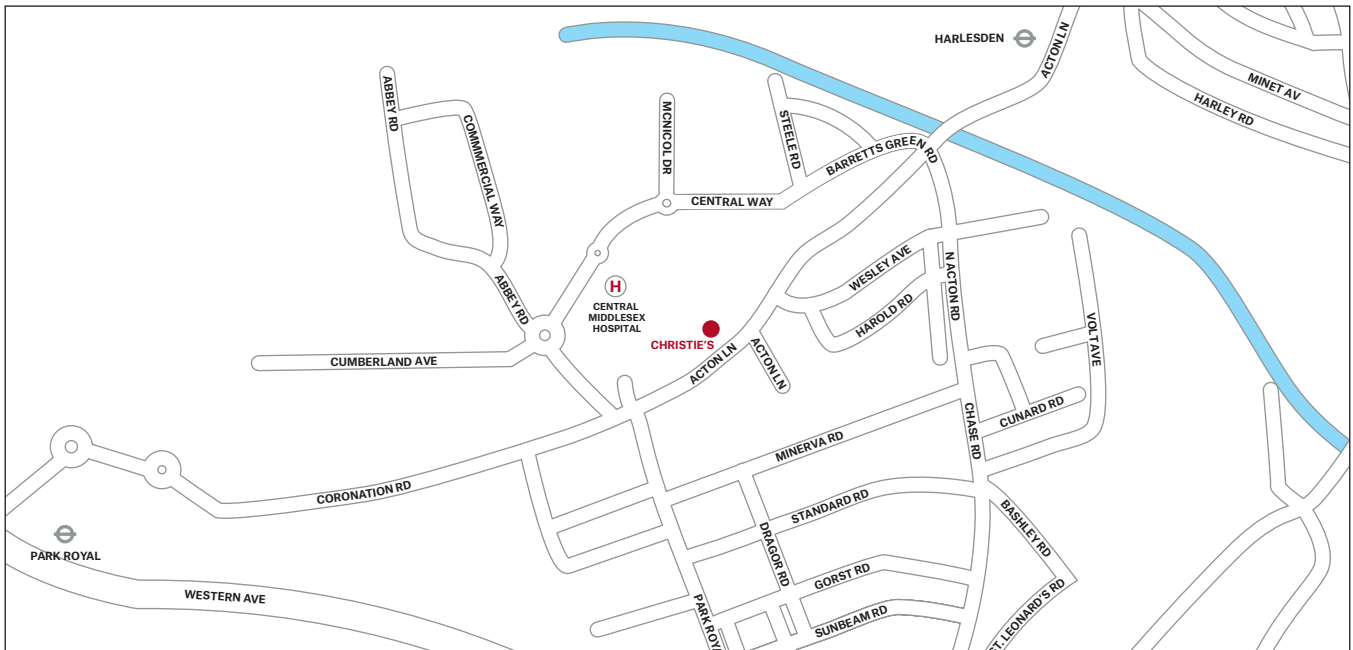 HARLESDEN
ACTON LN
MINET AV
HARLEY RD
ABBEY RD
COMMMERCIAL WAY
MCNICOL DR
STEELE RD
BARRETTS GREEN RD
CENTRAL WAY
ABBEY RD
H
CENTRAL
MIDDLESEX
HOSPITAL
CHRISTIE'S
WESLEY AVE
N ACTON RD
HAROLD RD
VOLT AVE
CUMBERLAND AVE
ACTON LN
ACTON LN
CUNARD RD
CHASE RD
MINERVA RD
CORONATION RD
STANDARD RD
BASHLEY RD
DRAGOR RD
PARK ROYAL
GORST RD
WESTERN AVE
PARK ROYA
SUNBEAM RD
ST. LEONARD'S RD